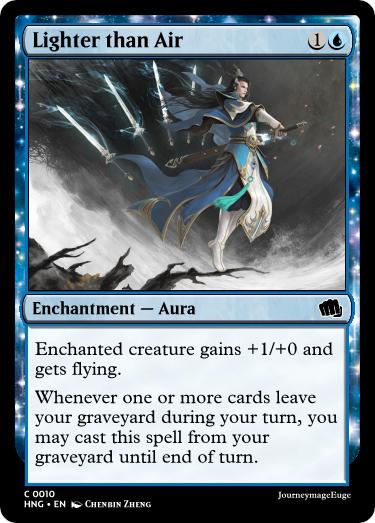 Lighter than Air 1
Enchantment — Aura
Enchanted creature gains +1/+0 and
gets flying.
Whenever one or more cards leave
your graveyard during your turn, you
may cast this spell from your
graveyard until end of turn.
C 0010
HNG • EN Chenbin Zheng
JourneymageEuge